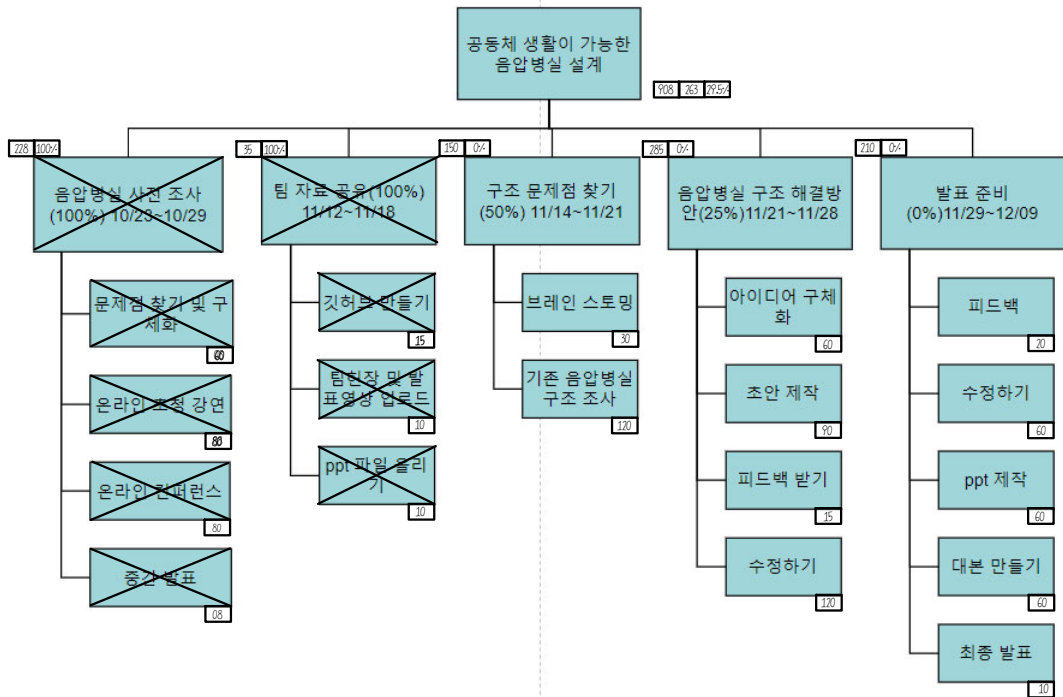 공동체 생활이 가능한
음압병실 설계
908 263 29.5%
228 100%
음압병실 사전 조사
(100%) 10/23~10/29
문제점 찾기 및 구
체화
60
온라인 초청 강연
80
온라인 컨퍼런스
80
중간 발표
08
35 100%
팀 자료 공유(100%)
11/12~11/18
깃허브 만들기
15
팀헌장 및 발
표영상 업로드
10
ppt 파일 올리
기
10
150 0%
구조 문제점 찾기
(50%) 11/14~11/21
브레인 스토밍
30
기존 음압병실
구조 조사
120
285 0%
음압병실 구조 해결방
안(25%)11/21~11/28
아이디어 구체
화
60
초안 제작
90
피드백 받기
15
수정하기
120
210 0%
발표 준비
(0%)11/29~12/09
피드백
20
수정하기
60
ppt 제작
60
대본 만들기
60
최종 발표
10